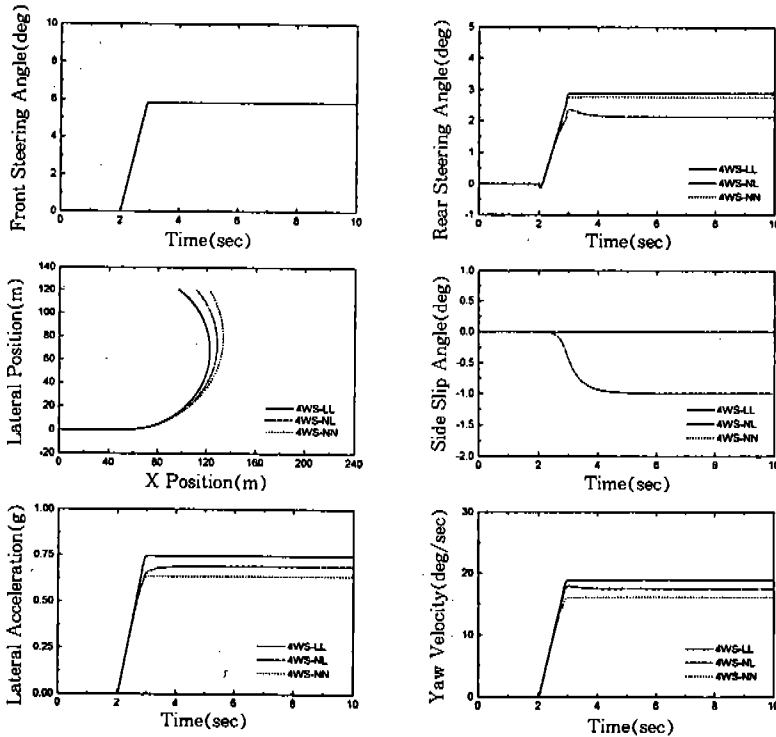 Front Steering Angle(deg)
10
8
6
4
2
0
0 2 4 6 8 10
Time(sec)
Rear Steering Angle(deg)
5
4
3
2
1
0
-1
4WS-LL
4WS-NL
4WS-NN
0 2 4 6 8 10
Time(sec)
Lateral Position(m)
140
120
100
80
60
40
20
0
-20
4WS-LL
4WS-NL
4WS-NN
0 40 80 120 160 200 240
X Position(m)
Side Slip Angle(deg)
1.0
0.5
0.0
-0.5
-1.0
-1.5
-2.0
4WS-LL
4WS-NL
4WS-NN
0 2 4 6 8 10
Time(sec)
Lateral Acceleration(g)
1.00
0.75
0.50
0.25
0.00
4WS-LL
4WS-NL
4WS-NN
0 2 4 6 8 10
Time(sec)
Yaw Velocity(deg/sec)
30
20
10
0
4WS-LL
4WS-NL
4WS-NN
0 2 4 6 8 10
Time(sec)